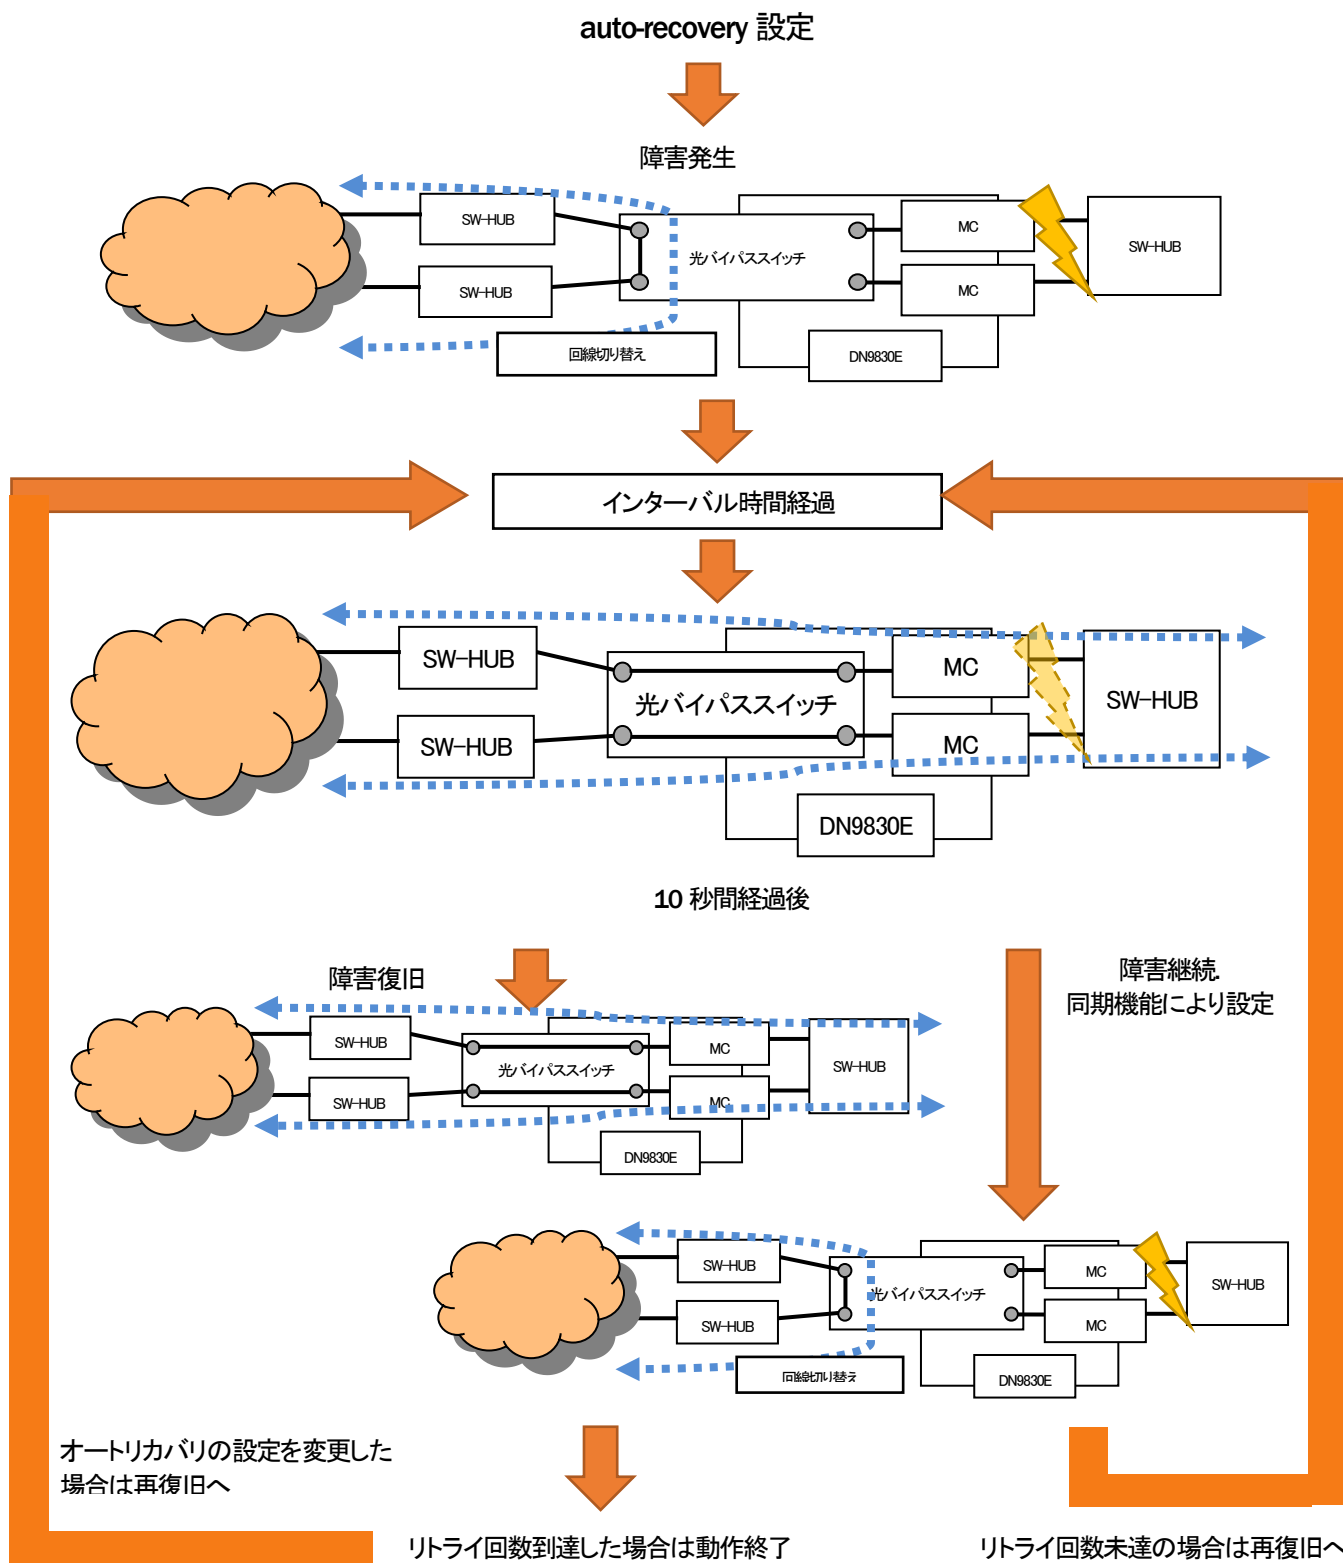 auto-recovery 設定
障害発生
SW-HUB
MC
SW-HUB
光バイパススイッチ
SW-HUB
MC
回線切り替え
DN9830E
インターバル時間経過
SW-HUB
MC
光バイパススイッチ
SW-HUB
SW-HUB
MC
DN9830E
10 秒間経過後
障害復旧
障害継続.
同期機能により設定
SW-HUB
MC
光バイパススイッチ
SW-HUB
SW-HUB
MC
DN9830E
SW-HUB
MC
光バイパススイッチ
SW-HUB
SW-HUB
MC
回線切り替え
DN9830E
オートリカバリの設定を変更した
場合は再復旧へ
リトライ回数到達した場合は動作終了
リトライ回数未達の場合は再復旧へ